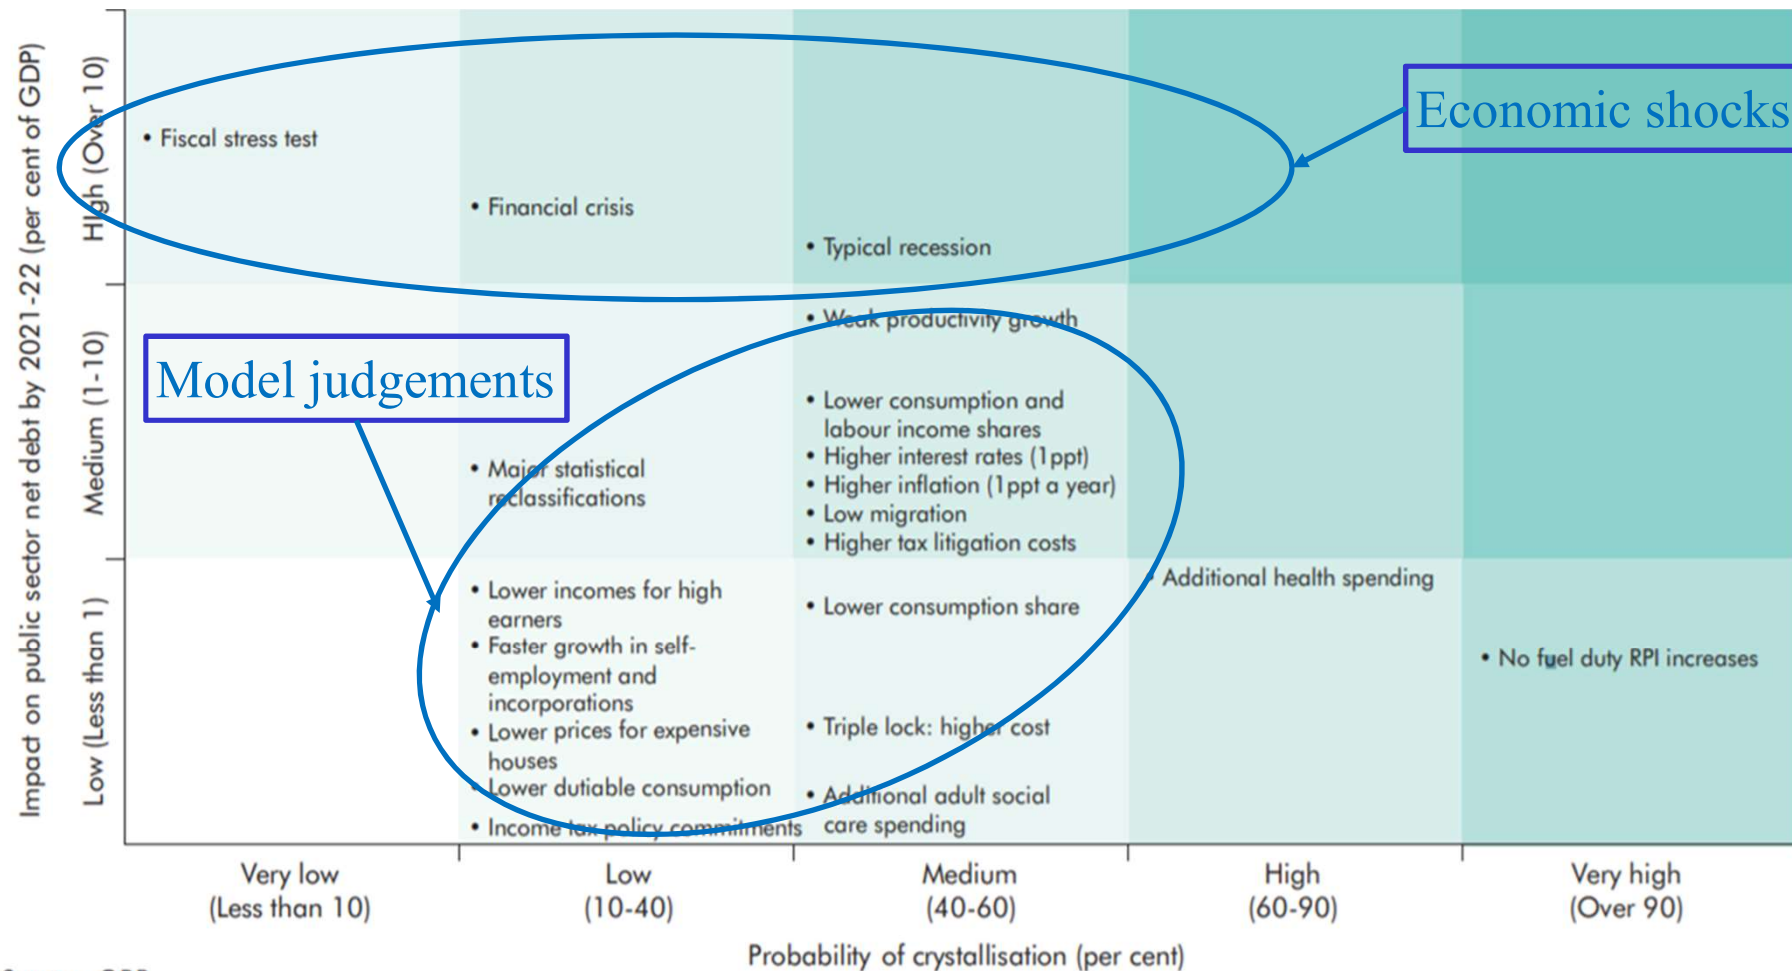 Impact on public sector net debt by 2021-22 (per cent of GDP)
High (Over 10)
Medium (1-10)
Low (Less than 1)
• Fiscal stress test
• Financial crisis
• Typical recession
Economic shocks
Model judgements
• Major statistical
reclassifications
• Weak productivity growth
• Lower consumption and
labour income shares
• Higher interest rates (1ppt)
• Higher inflation (1ppt a year)
• Low migration
• Higher tax litigation costs
• Lower incomes for high
earners
• Faster growth in self-
employment and
incorporations
• Lower prices for expensive
houses
• Lower dutiable consumption
• Income tax policy commitments
• Lower consumption share
• Triple lock: higher cost
• Additional adult social
care spending
• Additional health spending
• No fuel duty RPI increases
Very low
(Less than 10)
Low
(10-40)
Medium
(40-60)
High
(60-90)
Very high
(Over 90)
Probability of crystallisation (per cent)